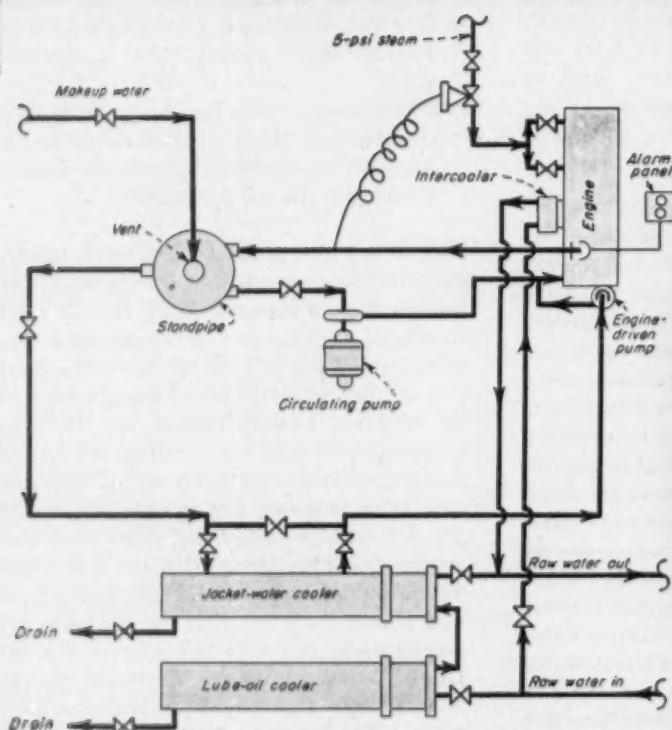 5-psi steam
Makeup water
Intercooler
Engine
Alarm
panel
Vent
Standpipe
Circulating pump
Engine-
driven
pump
Jacket-water cooler
Raw water out
Drain
Lube-oil cooler
Raw water in
Drain